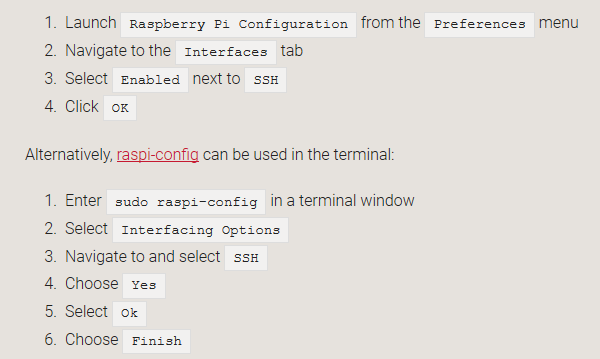 1. Launch Raspberry Pi Configuration from the Preferences menu
2. Navigate to the Interfaces tab
3. Select Enabled next to SSH
4. Click OK
Alternatively, raspi-config can be used in the terminal:
1. Enter sudo raspi-config in a terminal window
2. Select Interfacing Options
3. Navigate to and select SSH
4. Choose Yes
5. Select Ok
6. Choose Finish